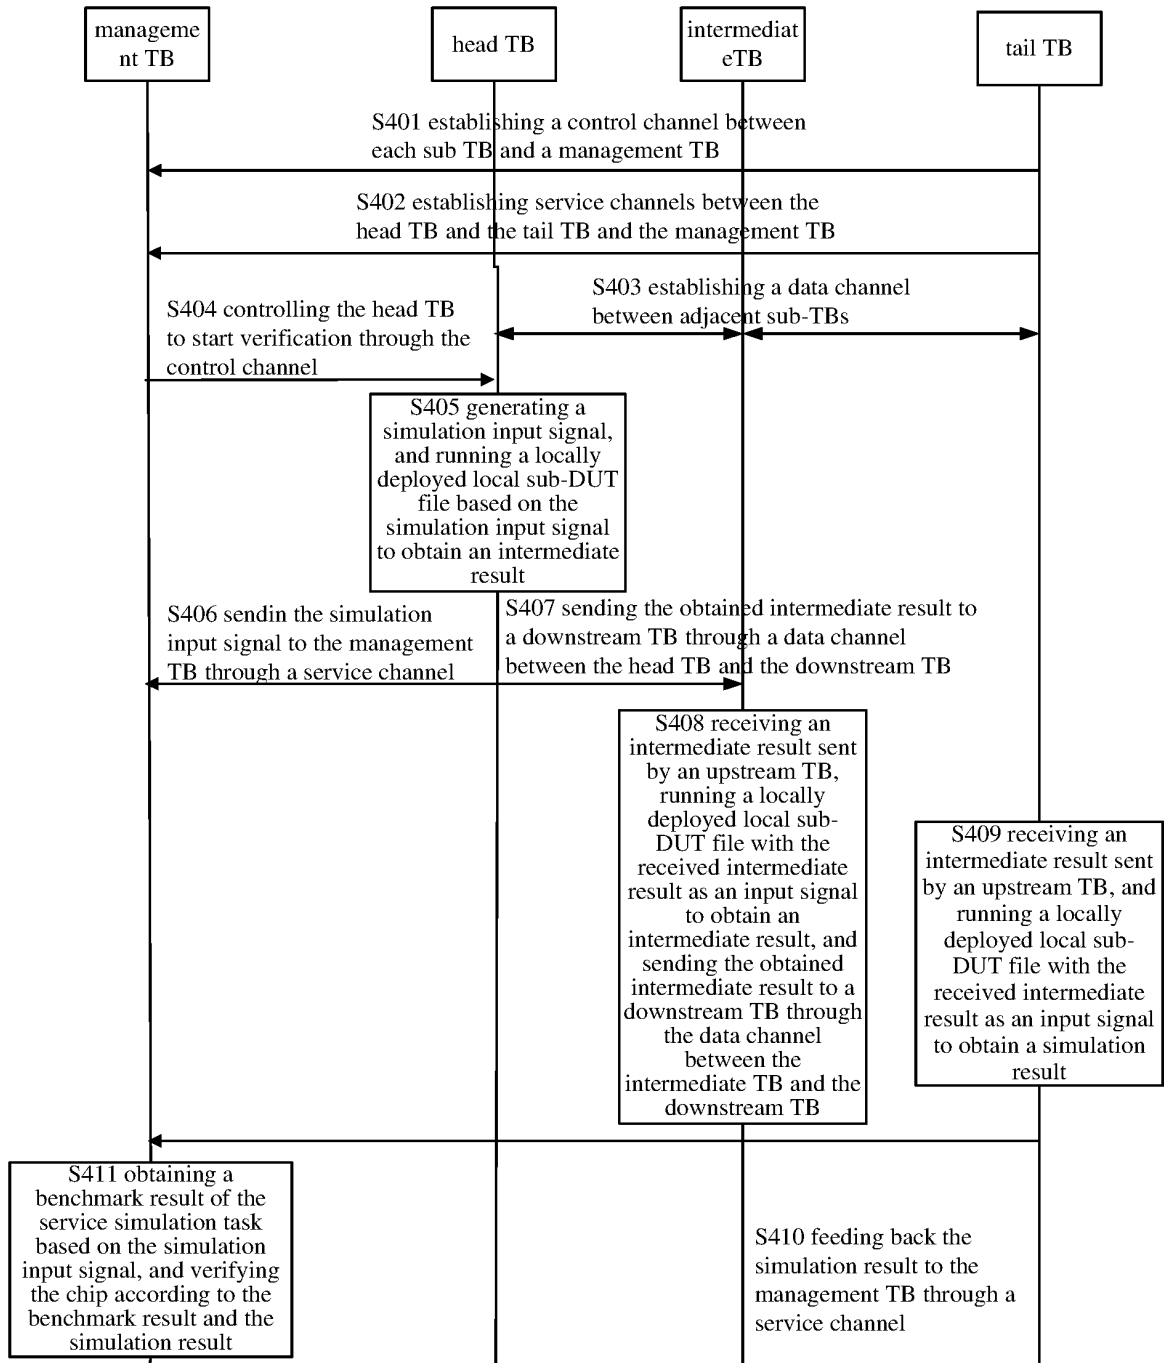 manageme
nt TB
head TB
intermediat
eTB
tail TB
S401 establishing a control channel between
each sub TB and a management TB
S402 establishing service channels between the
head TB and the tail TB and the management TB
S403 establishing a data channel
between adjacent sub-TBs
S404 controlling the head TB
to start verification through the
control channel
S405 generating a
simulation input signal,
and running a locally
deployed local sub-DUT
file based on the
simulation input signal
to obtain an intermediate
result
S406 sendin the simulation
input signal to the management
TB through a service channel
S407 sending the obtained intermediate result to
a downstream TB through a data channel
between the head TB and the downstream TB
S408 receiving an
intermediate result sent
by an upstream TB,
running a locally
deployed local sub-
DUT file with the
received intermediate
result as an input signal
to obtain an
intermediate result, and
sending the obtained
intermediate result to a
downstream TB through
the data channel
between the
intermediate TB and the
downstream TB
S409 receiving an
intermediate result sent
by an upstream TB, and
running a locally
deployed local sub-
DUT file with the
received intermediate
result as an input signal
to obtain a simulation
result
S411 obtaining a
benchmark result of the
service simulation task
based on the simulation
input signal, and verifying
the chip according to the
benchmark result and the
simulation result
S410 feeding back the
simulation result to the
management TB through a
service channel